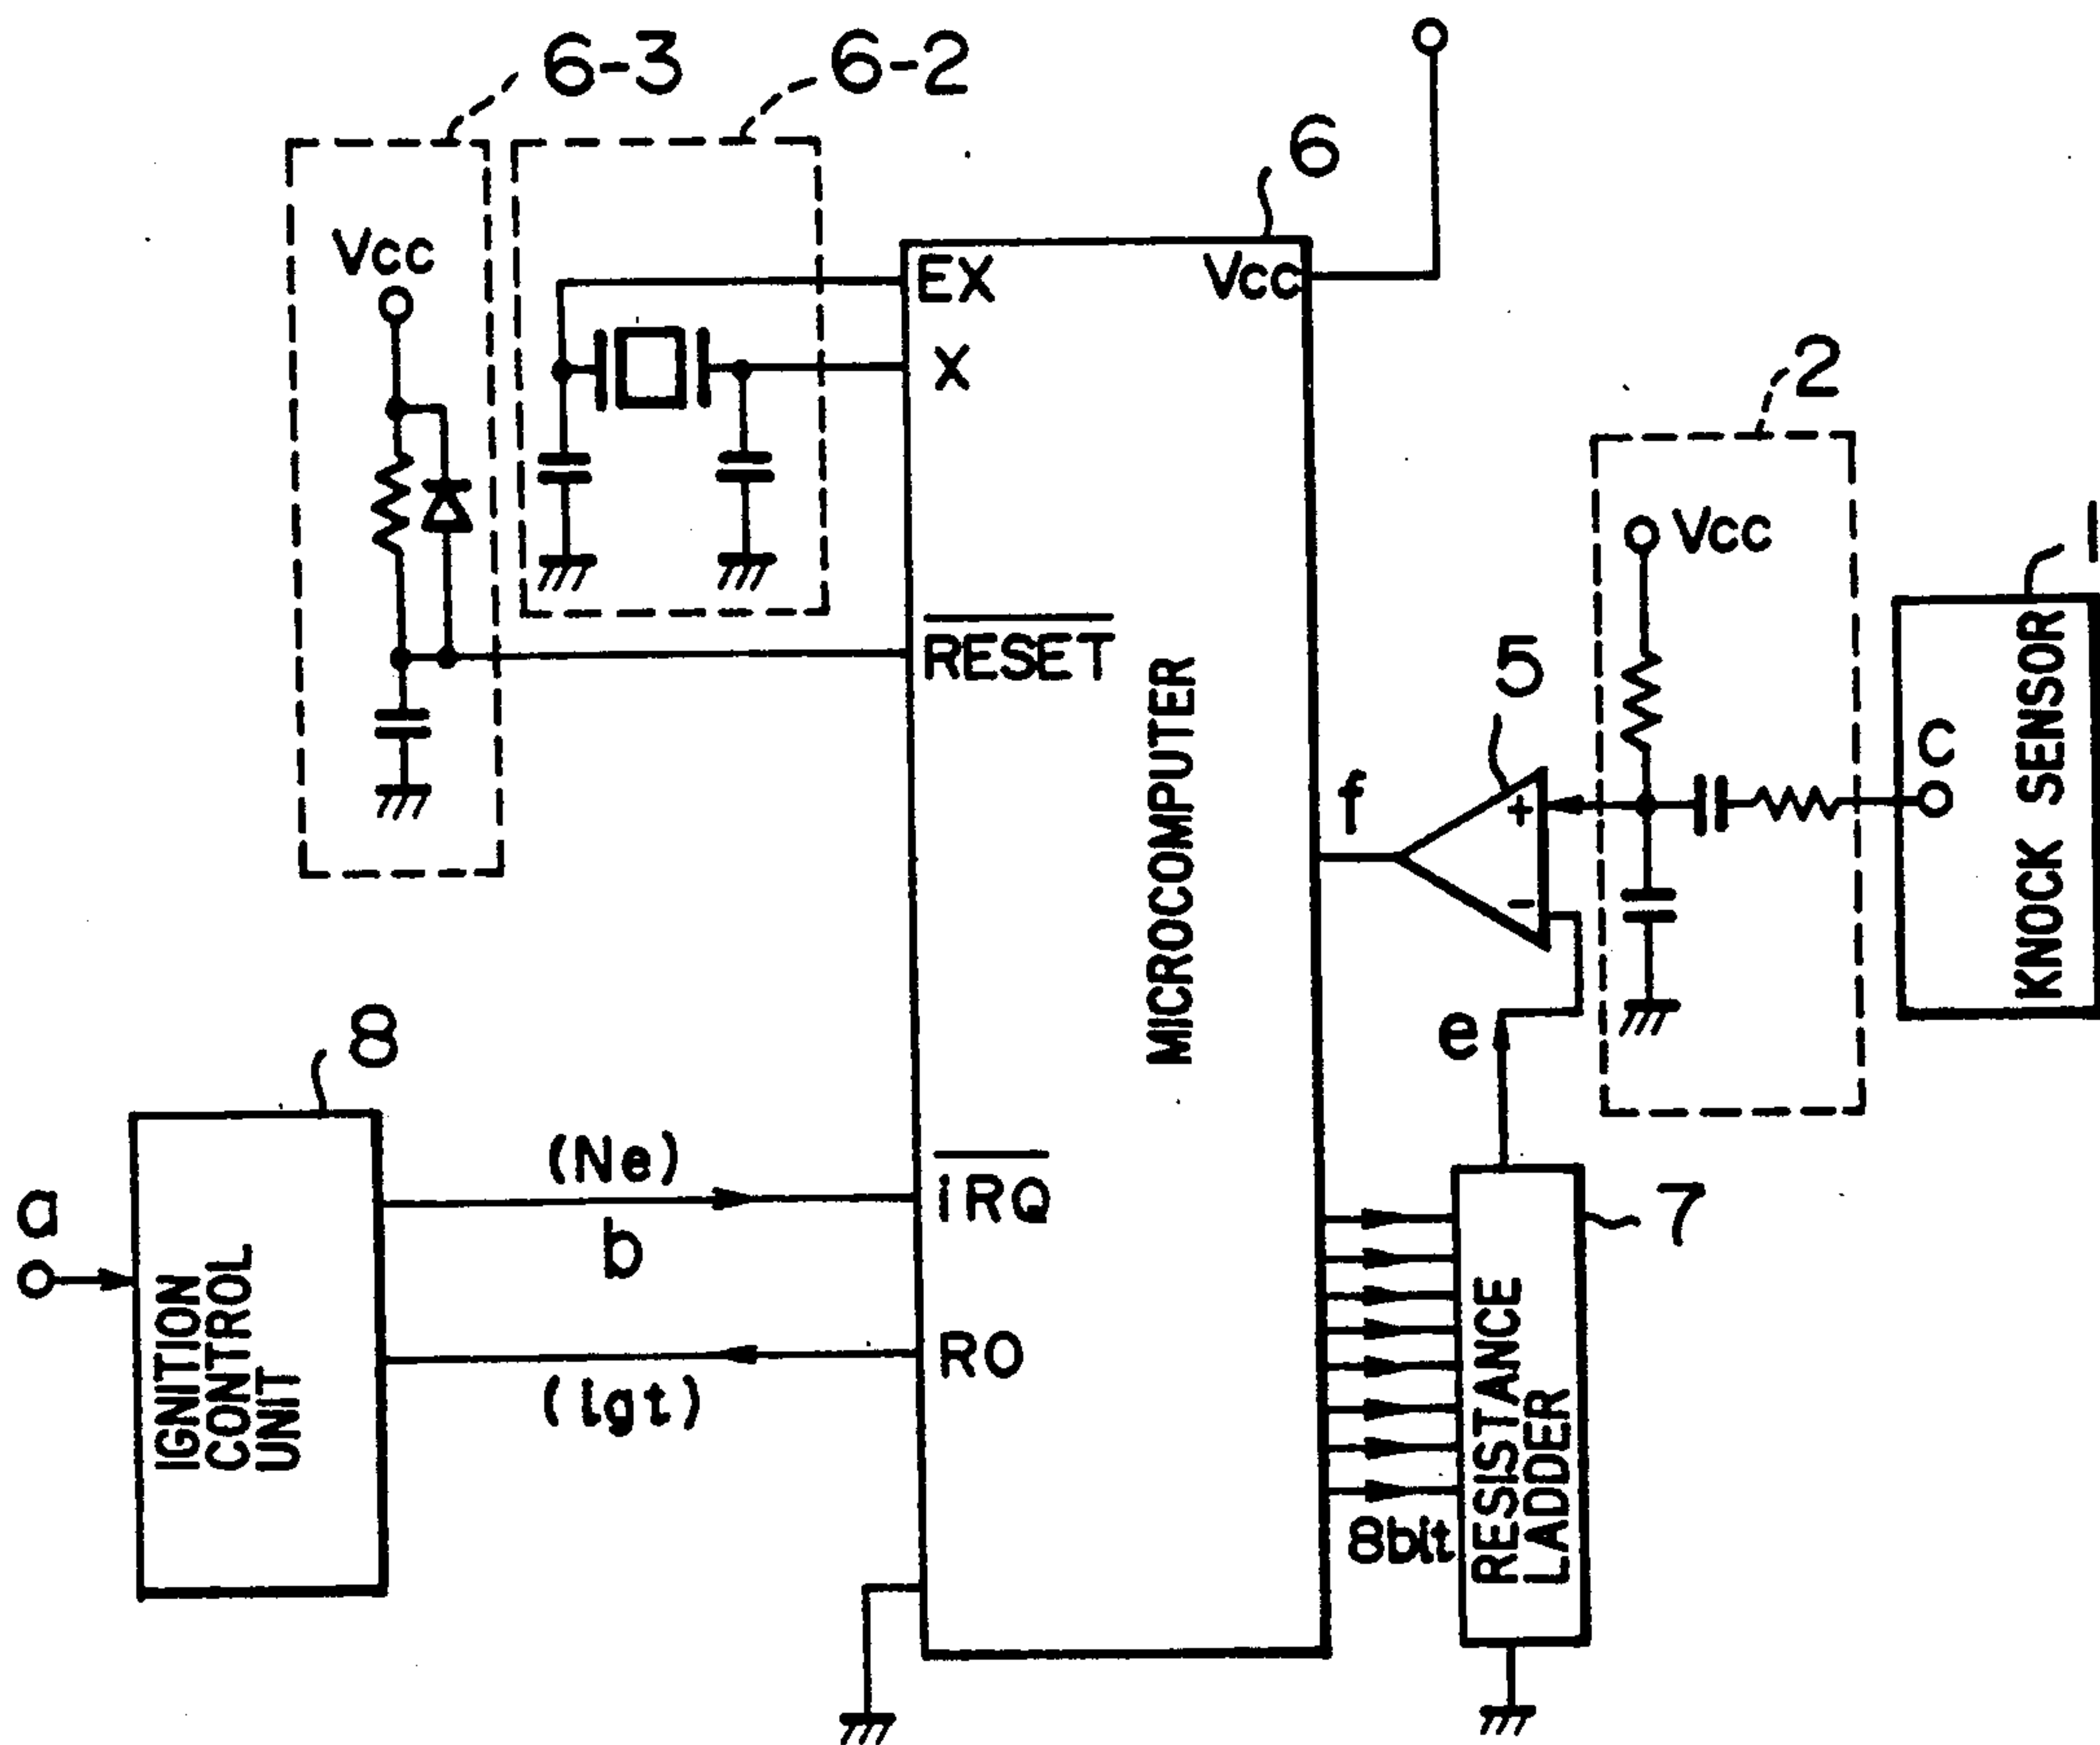 6-3
6-2
6
Vcc
EX
Vcc
X
2
Vcc
1
RESET
5
C
KNOCK SENSOR
MICROCOMPUTER
f
+
-
e
8
(Ne)
iRQ
a
b
7
IGNITION
CONTROL
UNIT
RO
(igt)
RESISTANCE
LADDER
8bit